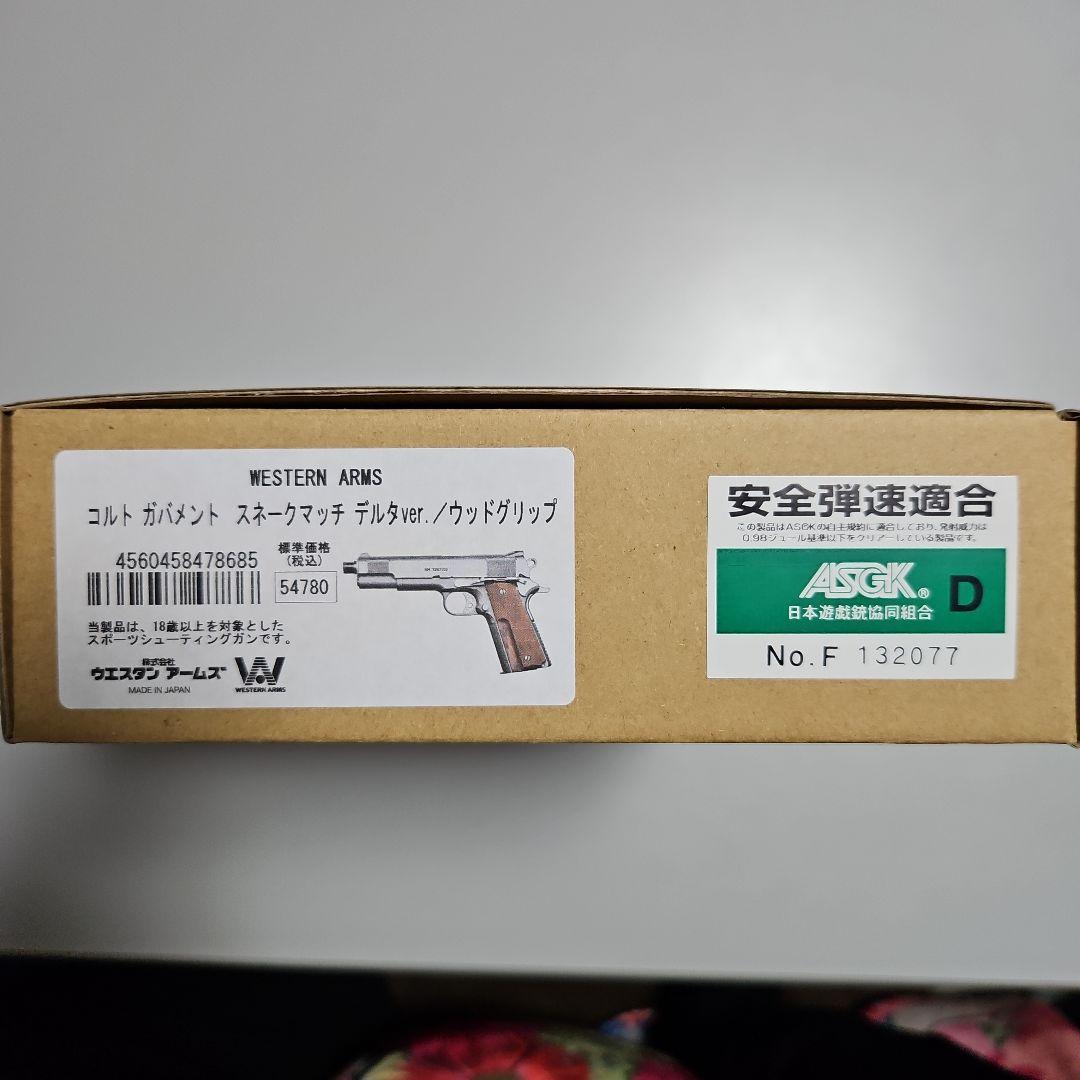 WESTERN ARMS
コルト ガバメント スネークマッチ デルタver.／ウッドグリップ
4560458478685
標準価格
(税込)
54780
当製品は、18歳以上を対象とした
スポーツシューティングガンです。
株式会社
ウエスタン アームズ
MADE IN JAPAN
WESTERN ARMS
安全弾速適合
この製品はASGKの自主規約に適合しており、発射威力は
0.98ジュール基準以下をクリアーしている製品です。
ASGK® D
日本遊戯銃協同組合
No.F 132077